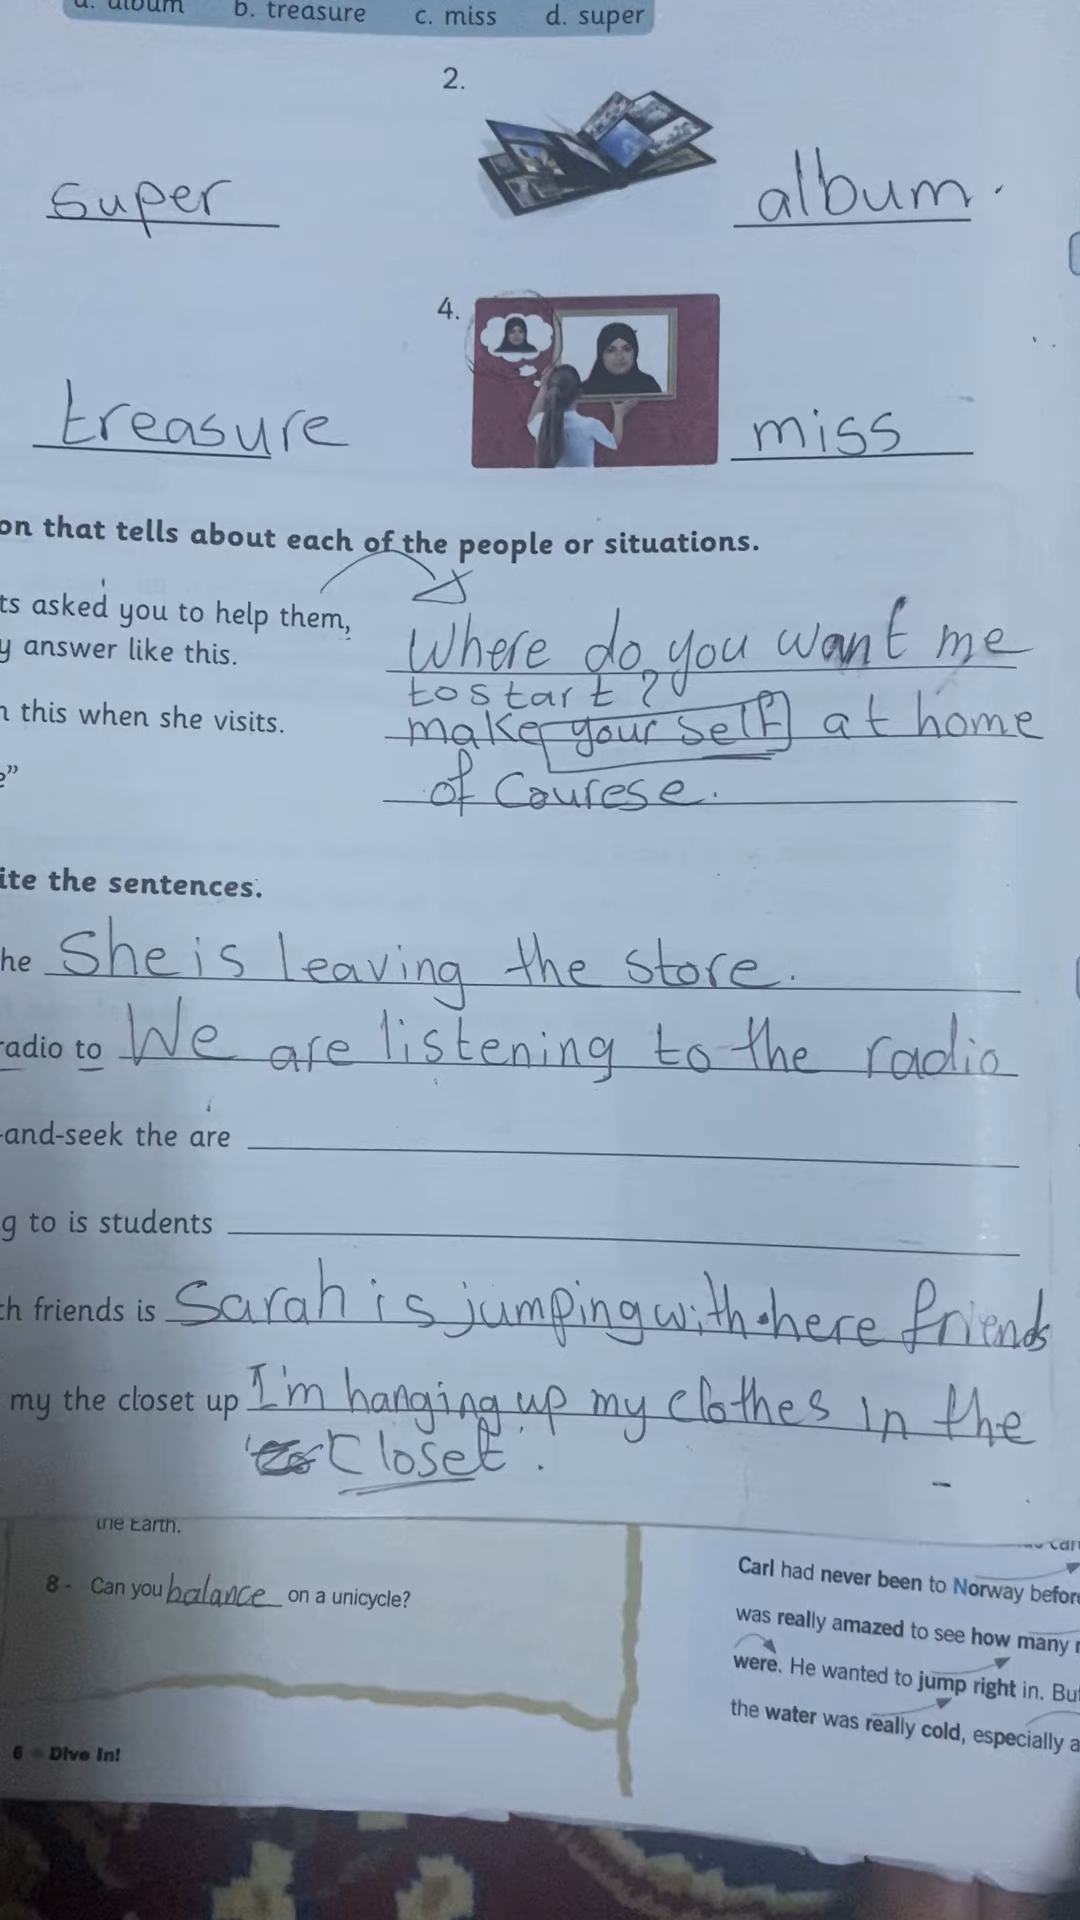 a. album b. treasure c. miss d. super
2.
super album.
4.
treasure miss
on that tells about each of the people or situations.
ts asked you to help them,
y answer like this.
Where do you want me
to start?
n this when she visits.
make yourself at home
e”
of Courese.
ite the sentences.
he She is leaving the store.
radio to We are listening to the radio
-and-seek the are
g to is students
th friends is Sarah is jumping with here friends
my the closet up I'm hanging up my clothes in the
Closet.
the Earth.
8 - Can you balance on a unicycle?
Carl had never been to Norway before
was really amazed to see how many
were. He wanted to jump right in. But
the water was really cold, especially a
6 Dive In!